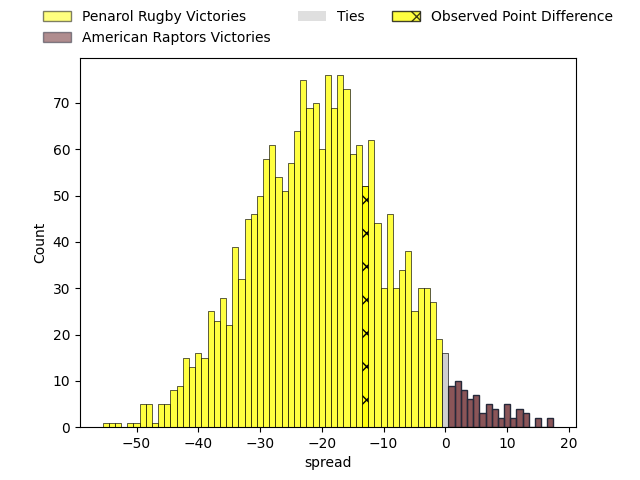 Penarol Rugby Victories
American Raptors Victories
Ties
Observed Point Difference
Count
70
60
50
40
30
20
10
0
−50 −40 −30 −20 −10 0 10 20
spread